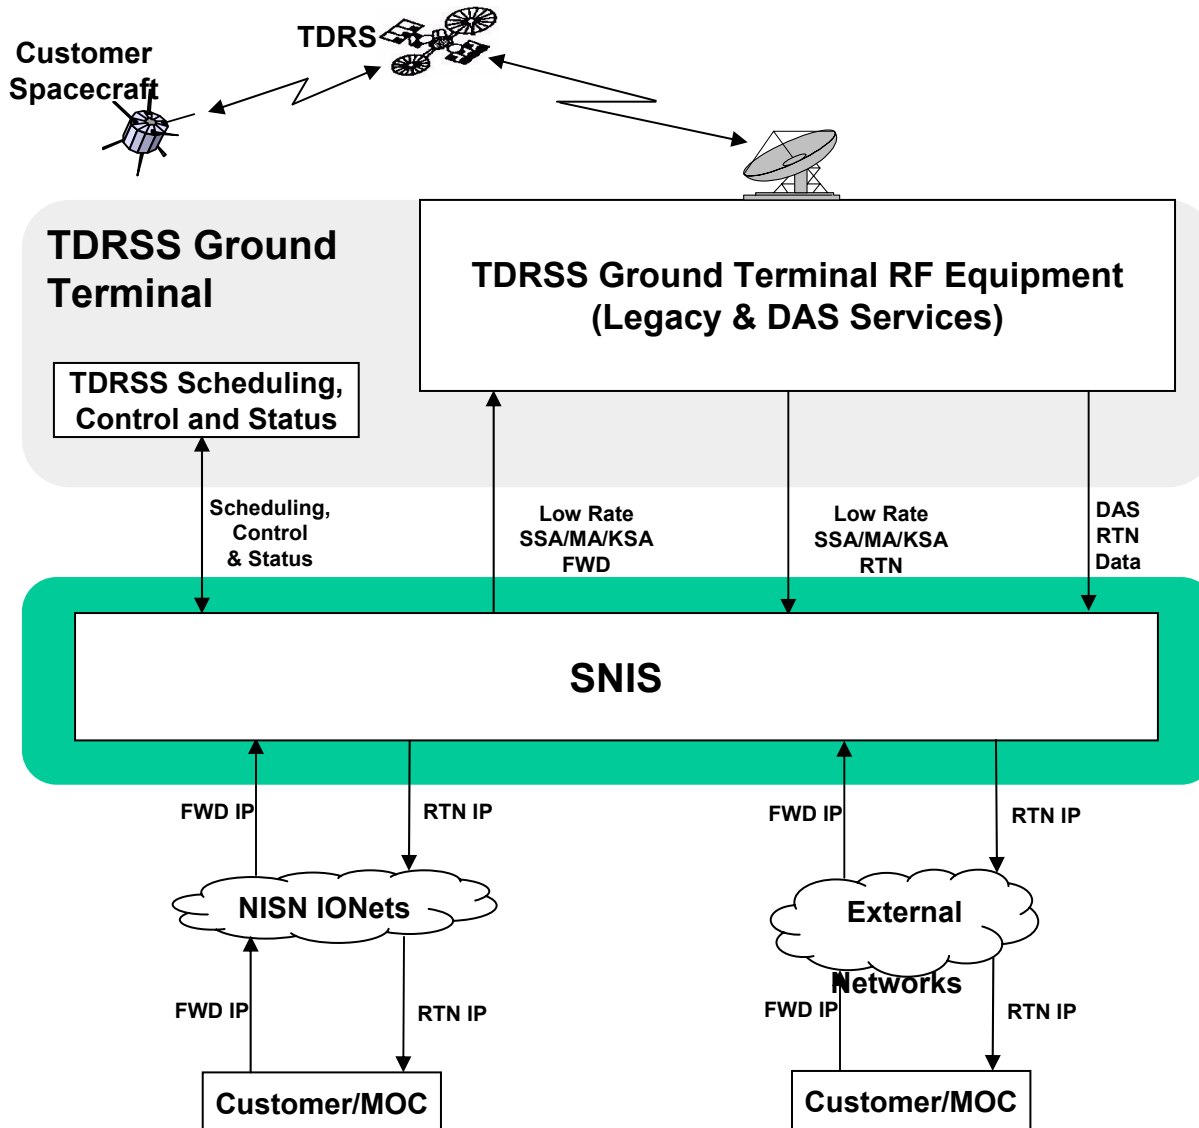 TDRS
Customer
Spacecraft
TDRSS Ground
Terminal
TDRSS Ground Terminal RF Equipment
(Legacy & DAS Services)
TDRSS Scheduling,
Control and Status
Scheduling,
Control
& Status
Low Rate
SSA/MA/KSA
FWD
Low Rate
SSA/MA/KSA
RTN
DAS
RTN
Data
SNIS
FWD IP
RTN IP
FWD IP
RTN IP
NISN IONets
External
Networks
FWD IP
RTN IP
FWD IP
RTN IP
Customer/MOC
Customer/MOC